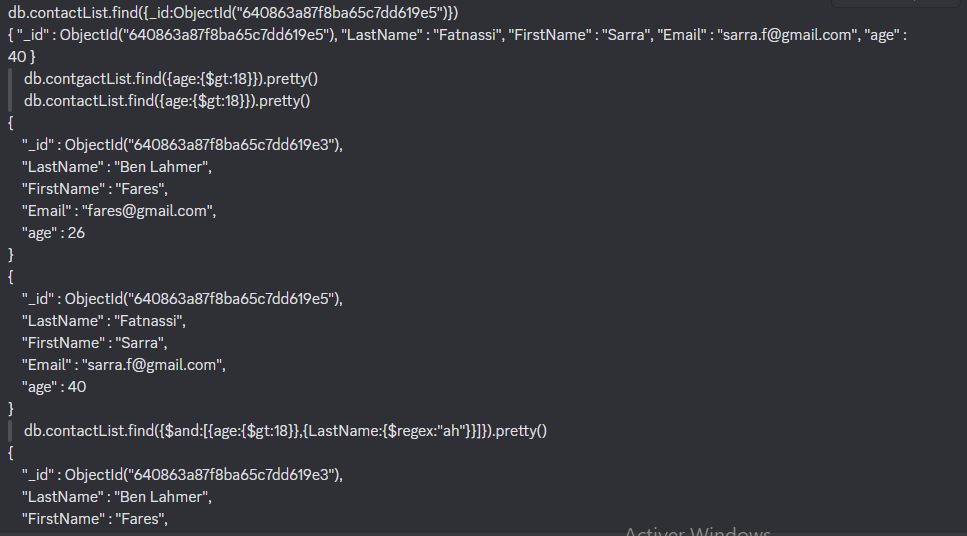 db.contactList.find({_id:ObjectId("640863a87f8ba65c7dd619e5")})
{ "_id" : ObjectId("640863a87f8ba65c7dd619e5"), "LastName" : "Fatnassi", "FirstName" : "Sarra", "Email" : "sarra.f@gmail.com", "age" :
40 }
db.contgactList.find({age:{$gt:18}}).pretty()
db.contactList.find({age:{$gt:18}}).pretty()
{
"_id" : ObjectId("640863a87f8ba65c7dd619e3"),
"LastName" : "Ben Lahmer",
"FirstName" : "Fares",
"Email" : "fares@gmail.com",
"age" : 26
}
{
"_id" : ObjectId("640863a87f8ba65c7dd619e5"),
"LastName" : "Fatnassi",
"FirstName" : "Sarra",
"Email" : "sarra.f@gmail.com",
"age" : 40
}
db.contactList.find({$and:[{age:{$gt:18}},{LastName:{$regex:"ah"}}]}).pretty()
{
"_id" : ObjectId("640863a87f8ba65c7dd619e3"),
"LastName" : "Ben Lahmer",
"FirstName" : "Fares",
Activer Windows